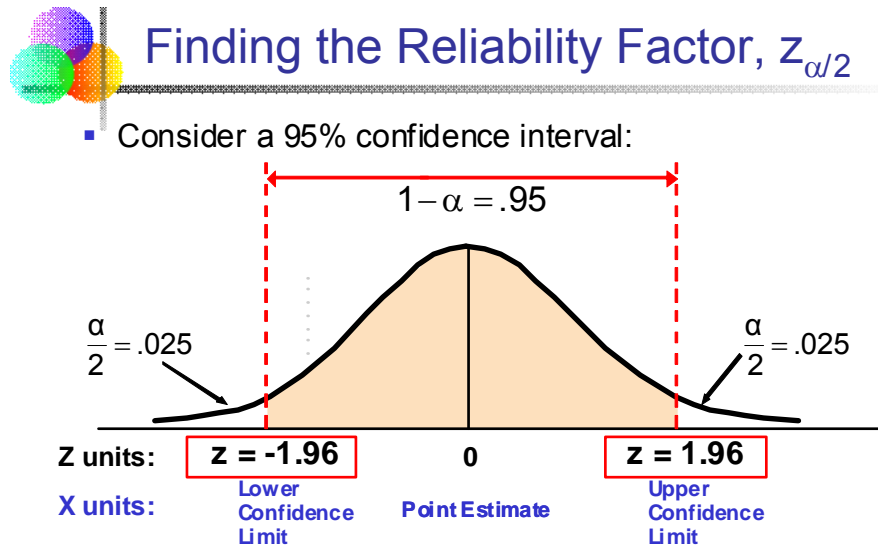 Finding the Reliability Factor, zα/2
▪ Consider a 95% confidence interval:
1−α = .95
α/2 = .025
α/2 = .025
Z units: z = -1.96 0 z = 1.96
X units: Lower Confidence Limit Point Estimate Upper Confidence Limit